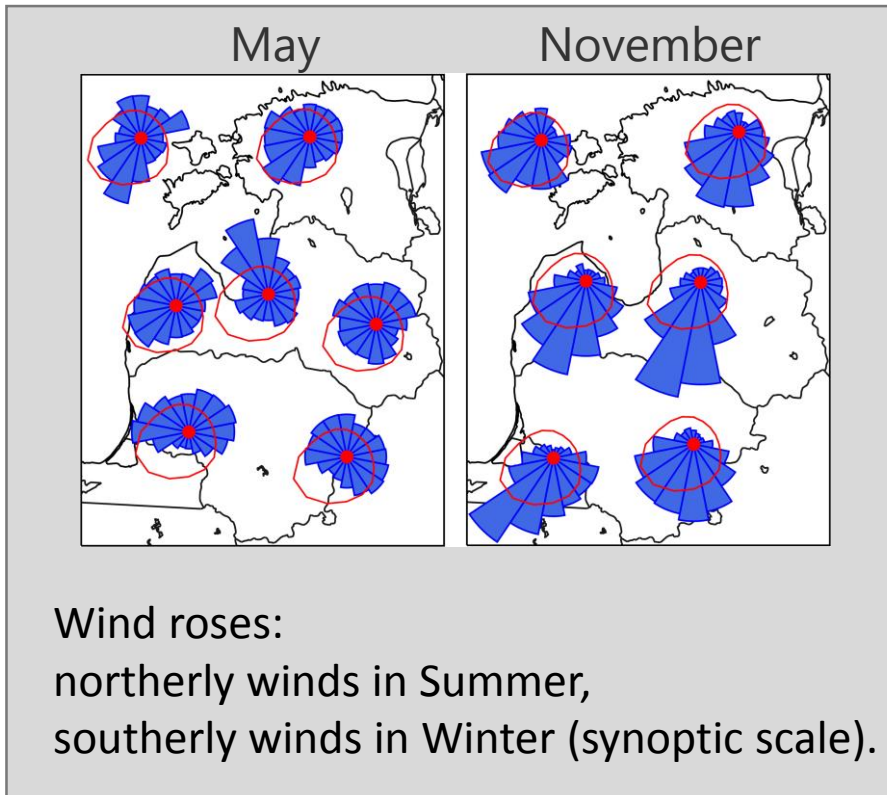 May
November
Wind roses:
northerly winds in Summer,
southerly winds in Winter (synoptic scale).